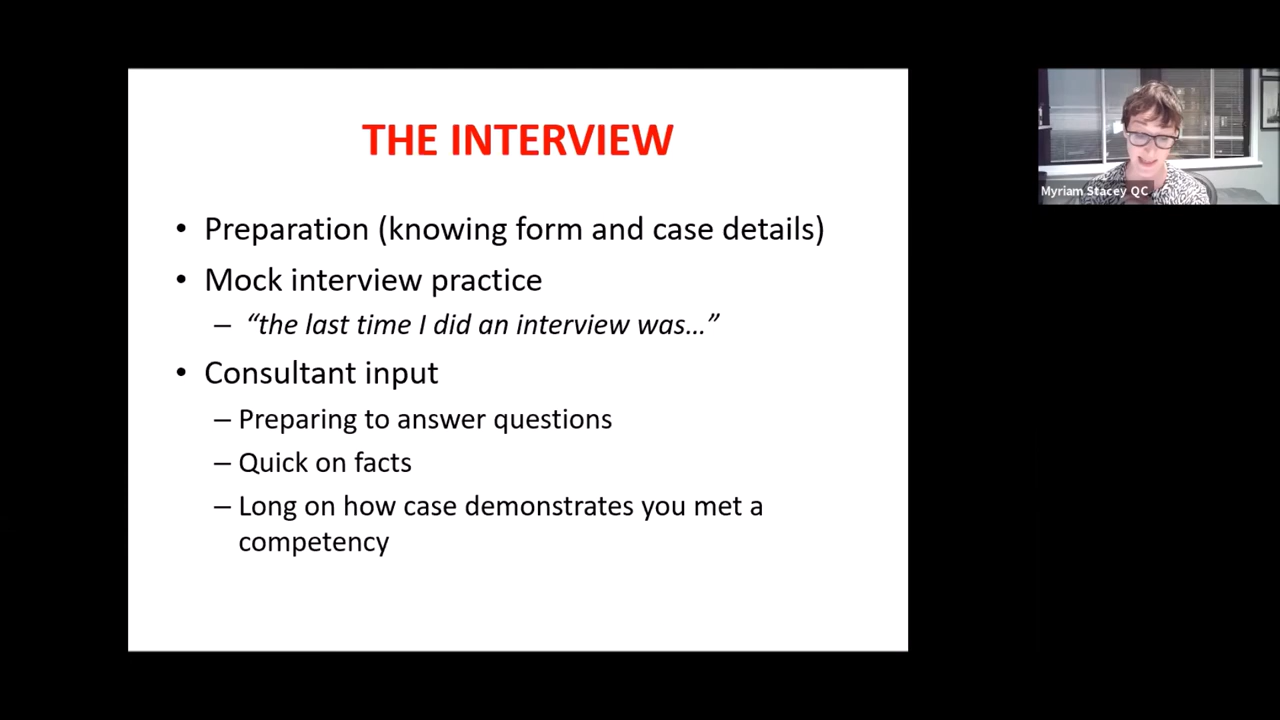 THE INTERVIEW
• Preparation (knowing form and case details)
• Mock interview practice
– “the last time I did an interview was…”
• Consultant input
– Preparing to answer questions
– Quick on facts
– Long on how case demonstrates you met a
competency
Myriam Stacey QC